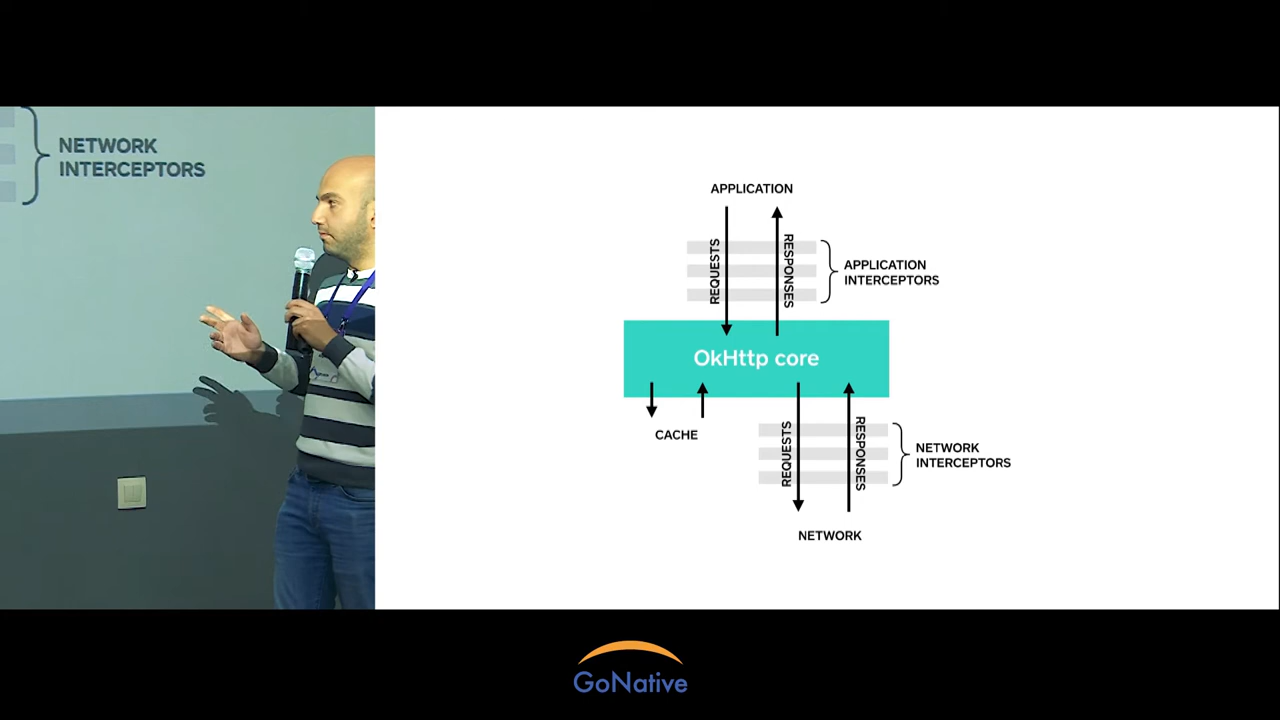 NETWORK
INTERCEPTORS
APPLICATION
REQUESTS
RESPONSES
APPLICATION
INTERCEPTORS
OkHttp core
CACHE
REQUESTS
RESPONSES
NETWORK
INTERCEPTORS
NETWORK
GoNative